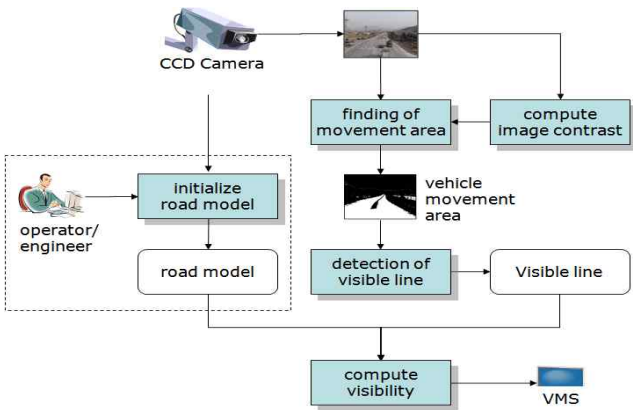 CCD Camera
finding of
movement area
compute
image contrast
initialize
road model
operator/
engineer
vehicle
movement
area
road model
detection of
visible line
Visible line
compute
visibility
VMS